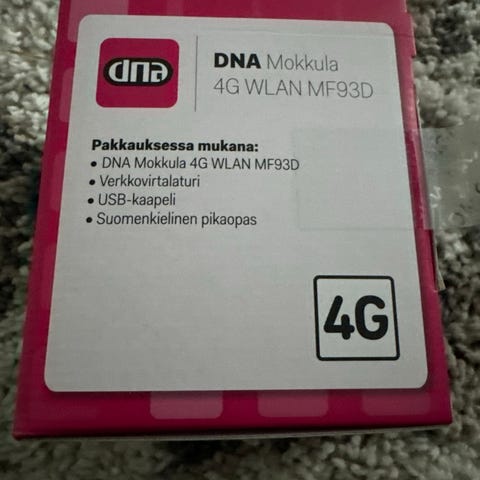 dna
DNA Mokkula
4G WLAN MF93D
Pakkauksessa mukana:
• DNA Mokkula 4G WLAN MF93D
• Verkkovirtalaturi
• USB-kaapeli
• Suomenkielinen pikaopas
4G